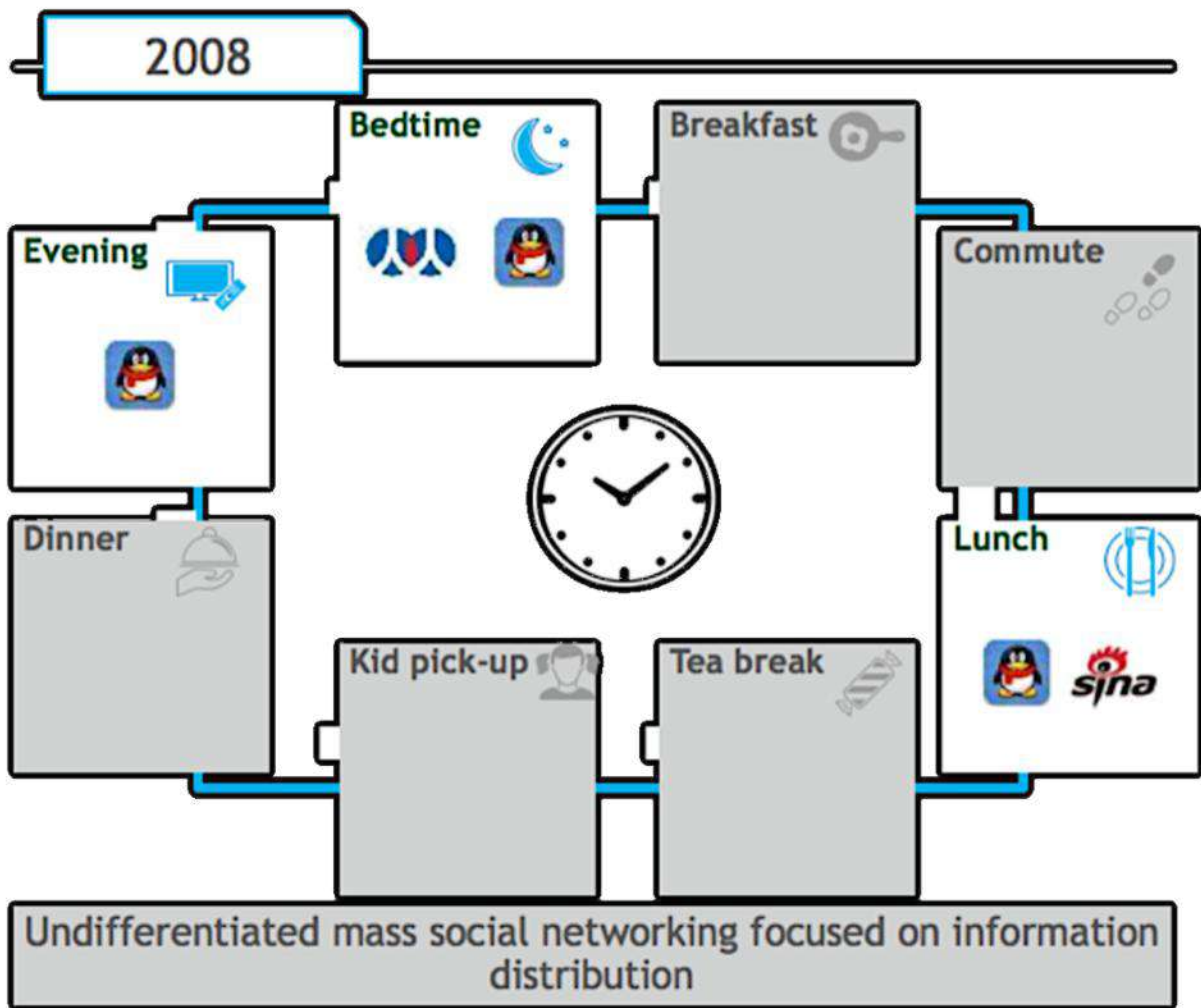 2008
Bedtime
Breakfast
Evening
Commute
Dinner
Lunch
sina
Kid pick-up
Tea break
Undifferentiated mass social networking focused on information
distribution